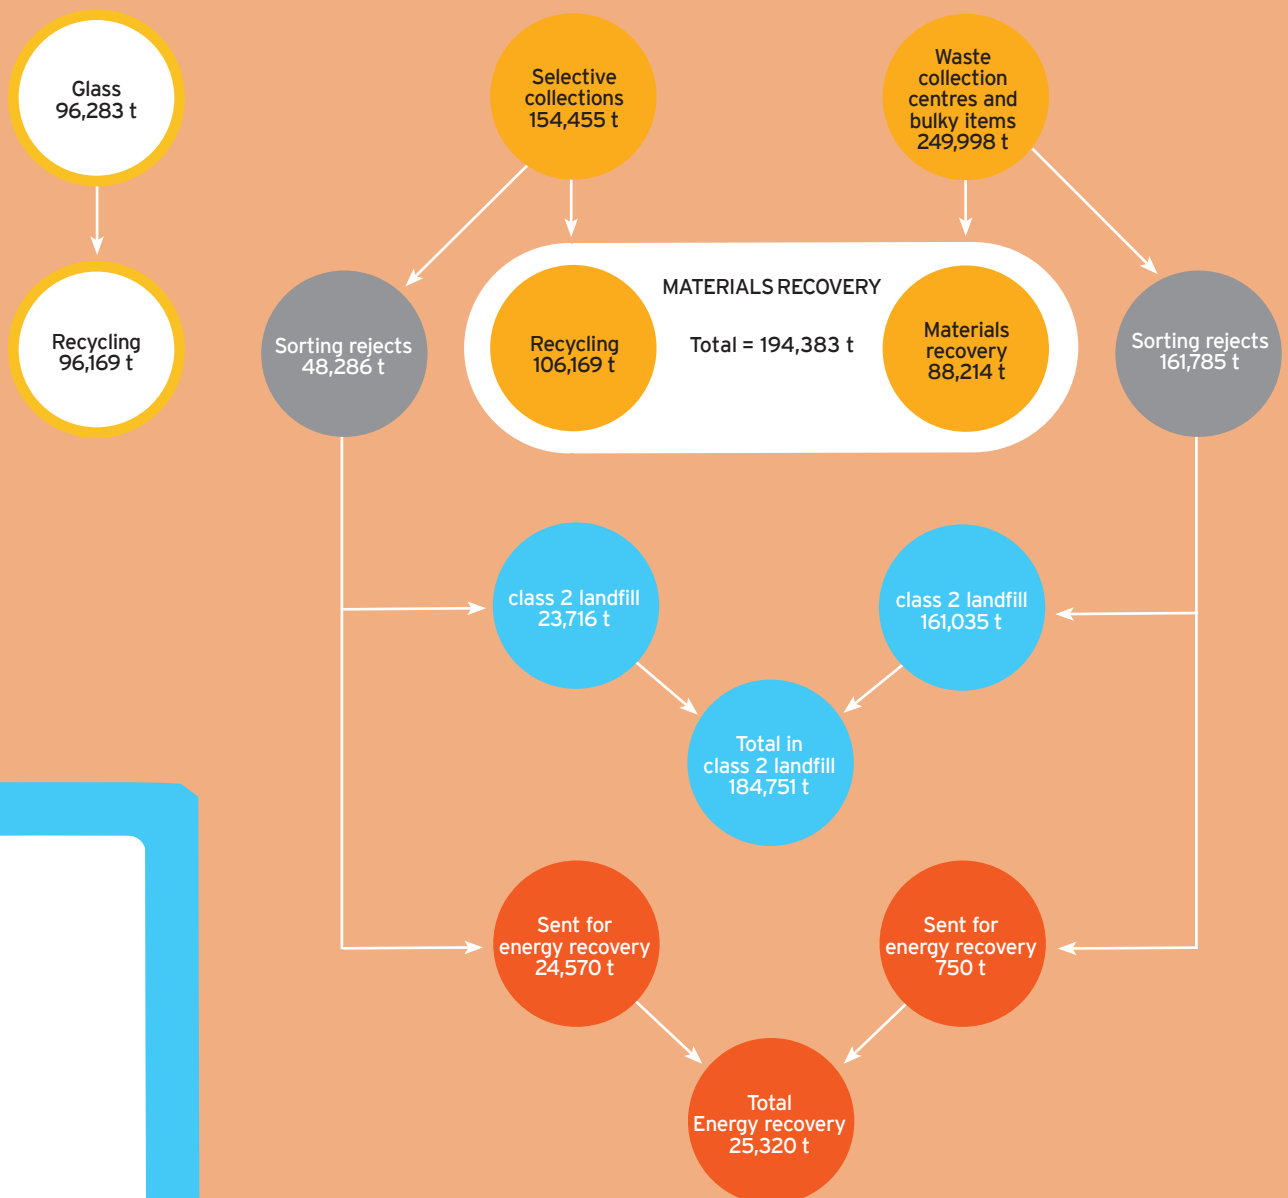 Glass
96,283 t
Selective
collections
154,455 t
Waste
collection
centres and
bulky items
249,998 t
Recycling
96,169 t
Sorting rejects
48,286 t
MATERIALS RECOVERY
Recycling
106,169 t
Total = 194,383 t
Materials
recovery
88,214 t
Sorting rejects
161,785 t
class 2 landfill
23,716 t
class 2 landfill
161,035 t
Total in
class 2 landfill
184,751 t
Sent for
energy recovery
24,570 t
Sent for
energy recovery
750 t
Total
Energy recovery
25,320 t